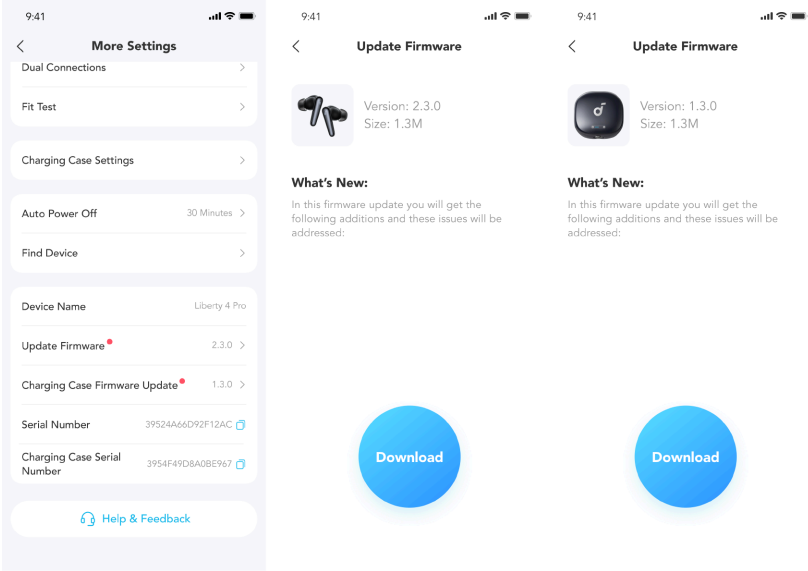 9:41
More Settings
Dual Connections
Fit Test
Charging Case Settings
Auto Power Off 30 Minutes
Find Device
Device Name Liberty 4 Pro
Update Firmware 2.3.0
Charging Case Firmware Update 1.3.0
Serial Number 39524A66D92F12AC
Charging Case Serial
Number 3954F49D8A0BE967
Help & Feedback
9:41
Update Firmware
Version: 2.3.0
Size: 1.3M
What's New:
In this firmware update you will get the
following additions and these issues will be
addressed:
Download
9:41
Update Firmware
Version: 1.3.0
Size: 1.3M
What's New:
In this firmware update you will get the
following additions and these issues will be
addressed:
Download